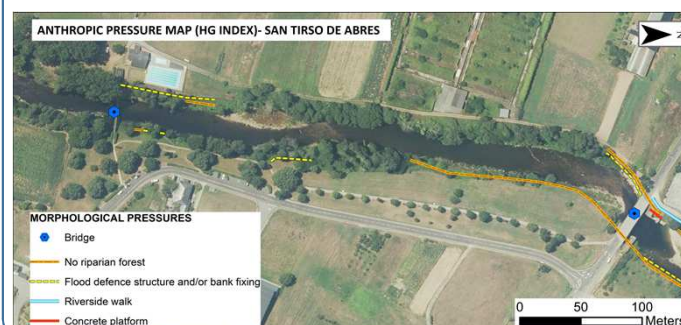 ANTHROPIC PRESSURE MAP (HG INDEX)- SAN TIRSO DE ABRES
MORPHOLOGICAL PRESSURES
Bridge
No riparian forest
Flood defence structure and/or bank fixing
Riverside walk
Concrete platform
0 50 100
Meters